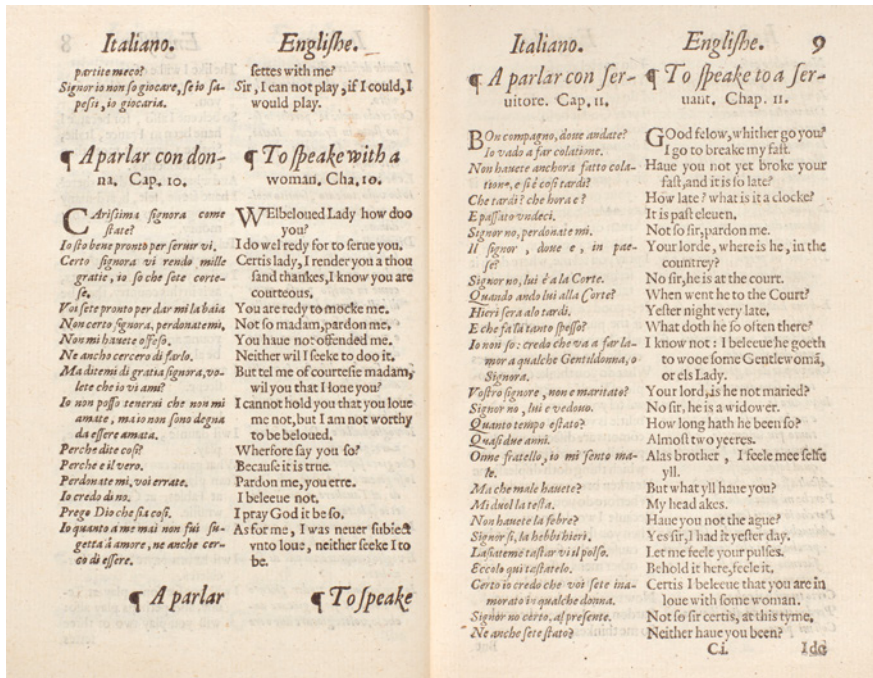 Italiano.
partite meco?
Signor io non ſo giocare, ſe io ſa-
peſsi, io giocaria.
¶ A parlar con don-
na. Cap. 10.
CAriſsima ſignora come
ſtate?
Io ſto bene pronto per ſeruir vi.
Certo ſignora vi rendo mille
gratie, io ſo che ſete corte-
ſe.
Voi ſete pronto per dar mi la baia
Non certo ſignora, perdonatemi,
Non mi hauete offeſo.
Ne ancho cercero di farlo.
Ma ditemi di gratia ſignora, vo-
lete che io vi ami?
Io non poſſo tenerui che non mi
amate, ma io non ſono degna
da eſſere amata.
Perche dite coſi?
Perche e il vero.
Perdonate mi, voi errate.
Io credo di no.
Prego Dio che ſia coſi.
Io quanto a me mai non fui ſu-
getta à amore, ne anche cer-
co di eſſere.
¶ A parlar
Engliſhe.
ſettes with me?
Sir, I can not play, if I could, I
would play.
¶ To ſpeake with a
woman. Cha. 10.
WElbeloued Lady how doo
you?
I do wel redy for to ſerue you.
Certis lady, I render you a thou
ſand thankes, I know you are
courteous.
You are redy to mocke me.
Not ſo madam, pardon me.
You haue not offended me.
Neither wil I ſeeke to doo it.
But tel me of courteſie madam,
wil you that I loue you?
I cannot hold you that you loue
me not, but I am not worthy
to be beloued.
Wherfore ſay you ſo?
Becauſe it is true.
Pardon me, you erre.
I beleeue not.
I pray God it be ſo.
As for me, I was neuer ſubiect
vnto loue, neither ſeeke I to
be.
¶ To ſpeake
Italiano.
¶ A parlar con ſer-
uitore. Cap. 11.
BOn compagno, doue andate?
Io vado a far colatime.
Non hauete anchora fatto cola-
tione, e ſi è coſi tardi?
Che tardi? che hora e?
E paſſato vndeci.
Signor no, perdonate mi.
Il ſignor, doue e, in pae-
ſe?
Signor no, lui è a la Corte.
Quando ando lui alla Corte?
Hieri ſera alo tardi.
E che fa la tanto ſpeſſo?
Io non ſo: credo che va a far la-
mor a qualche Gentildonna, o
Signora.
Voſtro ſignore, non e maritato?
Signor no, lui e vedouo.
Quanto tempo e ſtato?
Quaſi due anni.
Oime fratello, io mi ſento ma-
le.
Ma che male hauete?
Mi duol la teſta.
Non hauete la febre?
Signor ſi, la hebbi hieri.
Laſiateme taſtar vi il polſo.
Eccolo qui taſtatelo.
Certo io credo che voi ſete ina-
morato in qualche donna.
Signor no certo, al preſente.
Ne anche ſete ſtato?
Engliſhe. 9
¶ To ſpeake to a ſer-
uant. Chap. 11.
GOod felow, whither go you?
I go to breake my faſt.
Haue you not yet broke your
faſt, and it is ſo late?
How late? what is it a clocke?
It is paſt eleuen.
Not ſo ſir, pardon me.
Your lorde, where is he, in the
countrey?
No ſir, he is at the court.
When went he to the Court?
Yeſter night very late.
What doth he ſo often there?
I know not: I beleeue he goeth
to wooe ſome Gentlewomā,
or els Lady.
Your lord, is he not maried?
No ſir, he is a widower.
How long hath he been ſo?
Almoſt two yeeres.
Alas brother, I feele mee ſelfe
yll.
But what yll haue you?
My head akes.
Haue you not the ague?
Yes ſir, I had it yeſter day.
Let me feele your pulſes.
Behold it here, feele it.
Certis I beleeue that you are in
loue with ſome woman.
Not ſo ſir certis, at this tyme.
Neither haue you been?
C i. I do